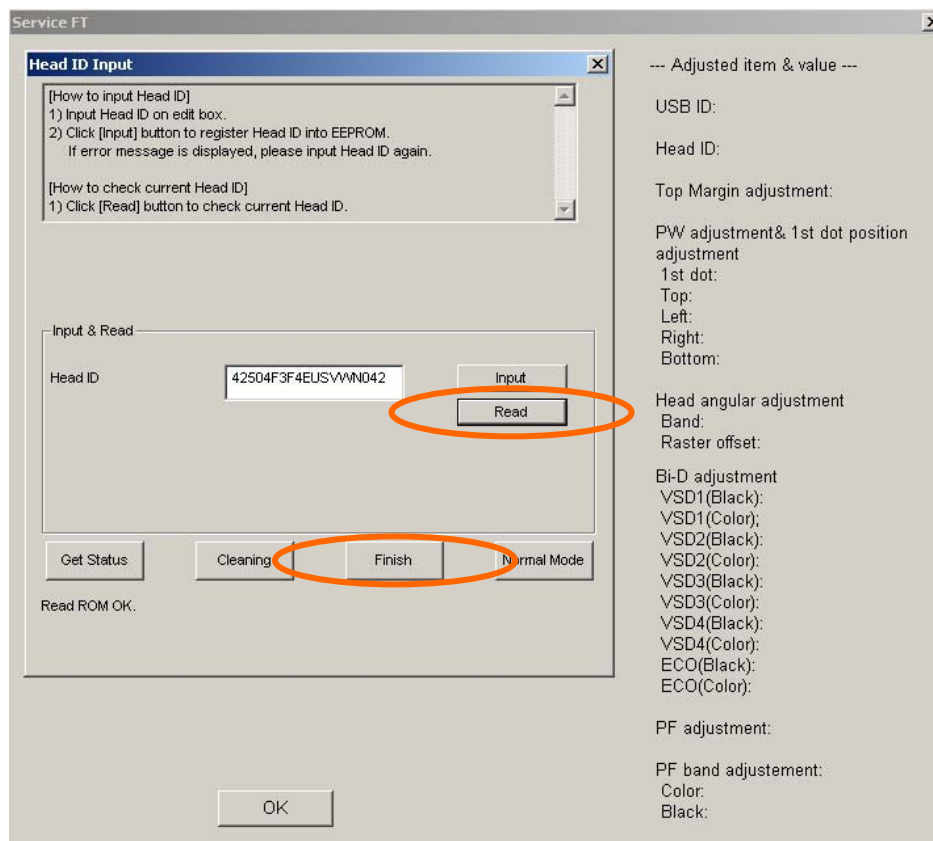 Service FT
Head ID Input
[How to input Head ID]
1) Input Head ID on edit box.
2) Click [Input] button to register Head ID into EEPROM.
If error message is displayed, please input Head ID again.
[How to check current Head ID]
1) Click [Read] button to check current Head ID.
Input & Read
Head ID
42504F3F4EUSVWN042
Input
Read
Get Status
Cleaning
Finish
Normal Mode
Read ROM OK.
OK
--- Adjusted item & value ---
USB ID:
Head ID:
Top Margin adjustment:
PW adjustment& 1st dot position
adjustment
1st dot:
Top:
Left:
Right:
Bottom:
Head angular adjustment
Band:
Raster offset:
Bi-D adjustment
VSD1(Black):
VSD1(Color);
VSD2(Black):
VSD2(Color):
VSD3(Black):
VSD3(Color):
VSD4(Black):
VSD4(Color):
ECO(Black):
ECO(Color):
PF adjustment:
PF band adjustement:
Color:
Black: